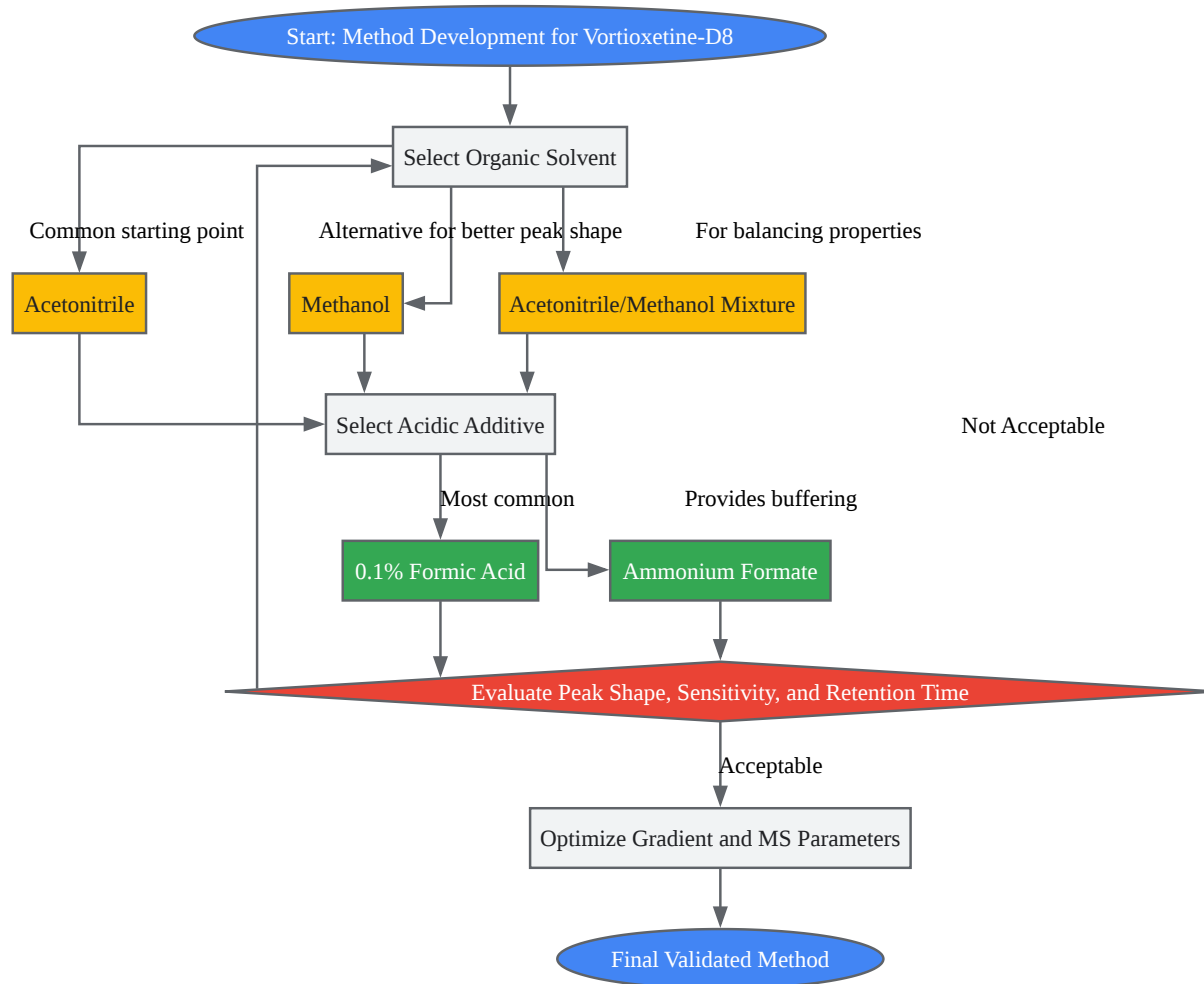 Start: Method Development for Vortioxetine-D8
Select Organic Solvent
Common starting point
Alternative for better peak shape
For balancing properties
Acetonitrile
Methanol
Acetonitrile/Methanol Mixture
Select Acidic Additive
Not Acceptable
Most common
Provides buffering
0.1% Formic Acid
Ammonium Formate
Evaluate Peak Shape, Sensitivity, and Retention Time
Acceptable
Optimize Gradient and MS Parameters
Final Validated Method